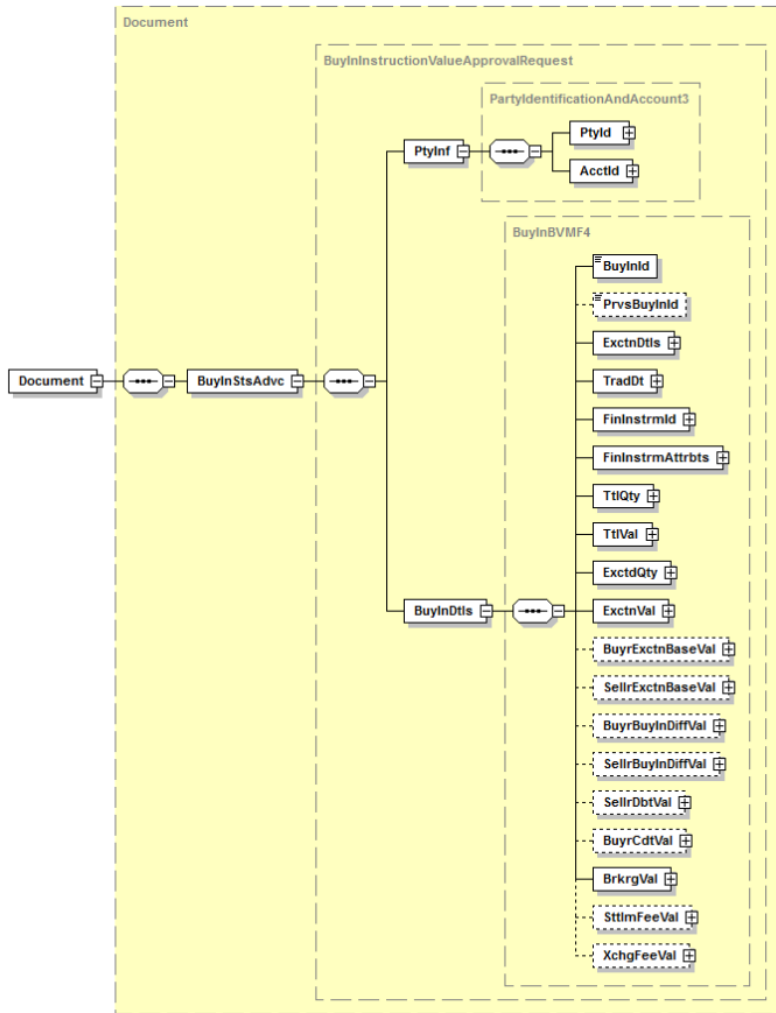 Document
BuyInInstructionValueApprovalRequest
PartyIdentificationAndAccount3
PtyId
PtyInf
AcctId
BuyInBVMF4
BuyInId
PrvsBuyInId
ExctnDtls
Document
BuyInStsAdvc
TradDt
FinInstrmId
FinInstrmAttrbts
TtlQty
TtlVal
ExctdQty
BuyInDtls
ExctnVal
BuyrExctnBaseVal
SellrExctnBaseVal
BuyrBuyInDiffVal
SellrBuyInDiffVal
SellrDbtVal
BuyrCdtVal
BrkrgVal
SttlmFeeVal
XchgFeeVal